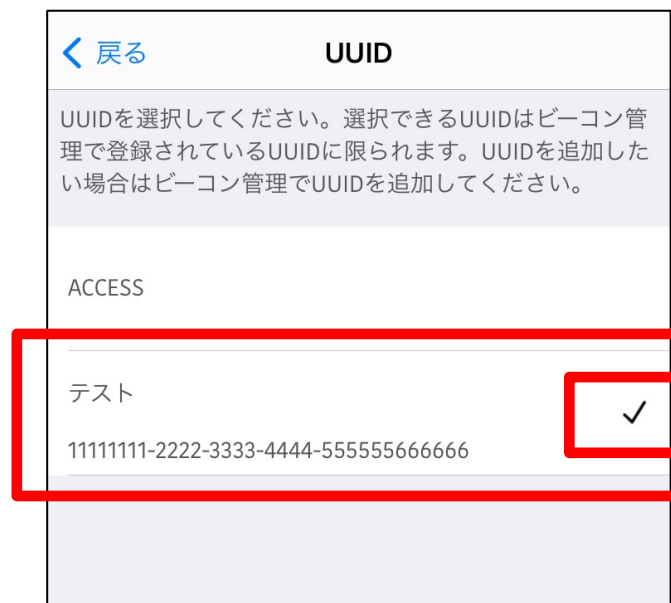 戻る UUID
UUIDを選択してください。選択できるUUIDはビーコン管
理で登録されているUUIDに限られます。UUIDを追加した
い場合はビーコン管理でUUIDを追加してください。
ACCESS
テスト
11111111-2222-3333-4444-555555666666